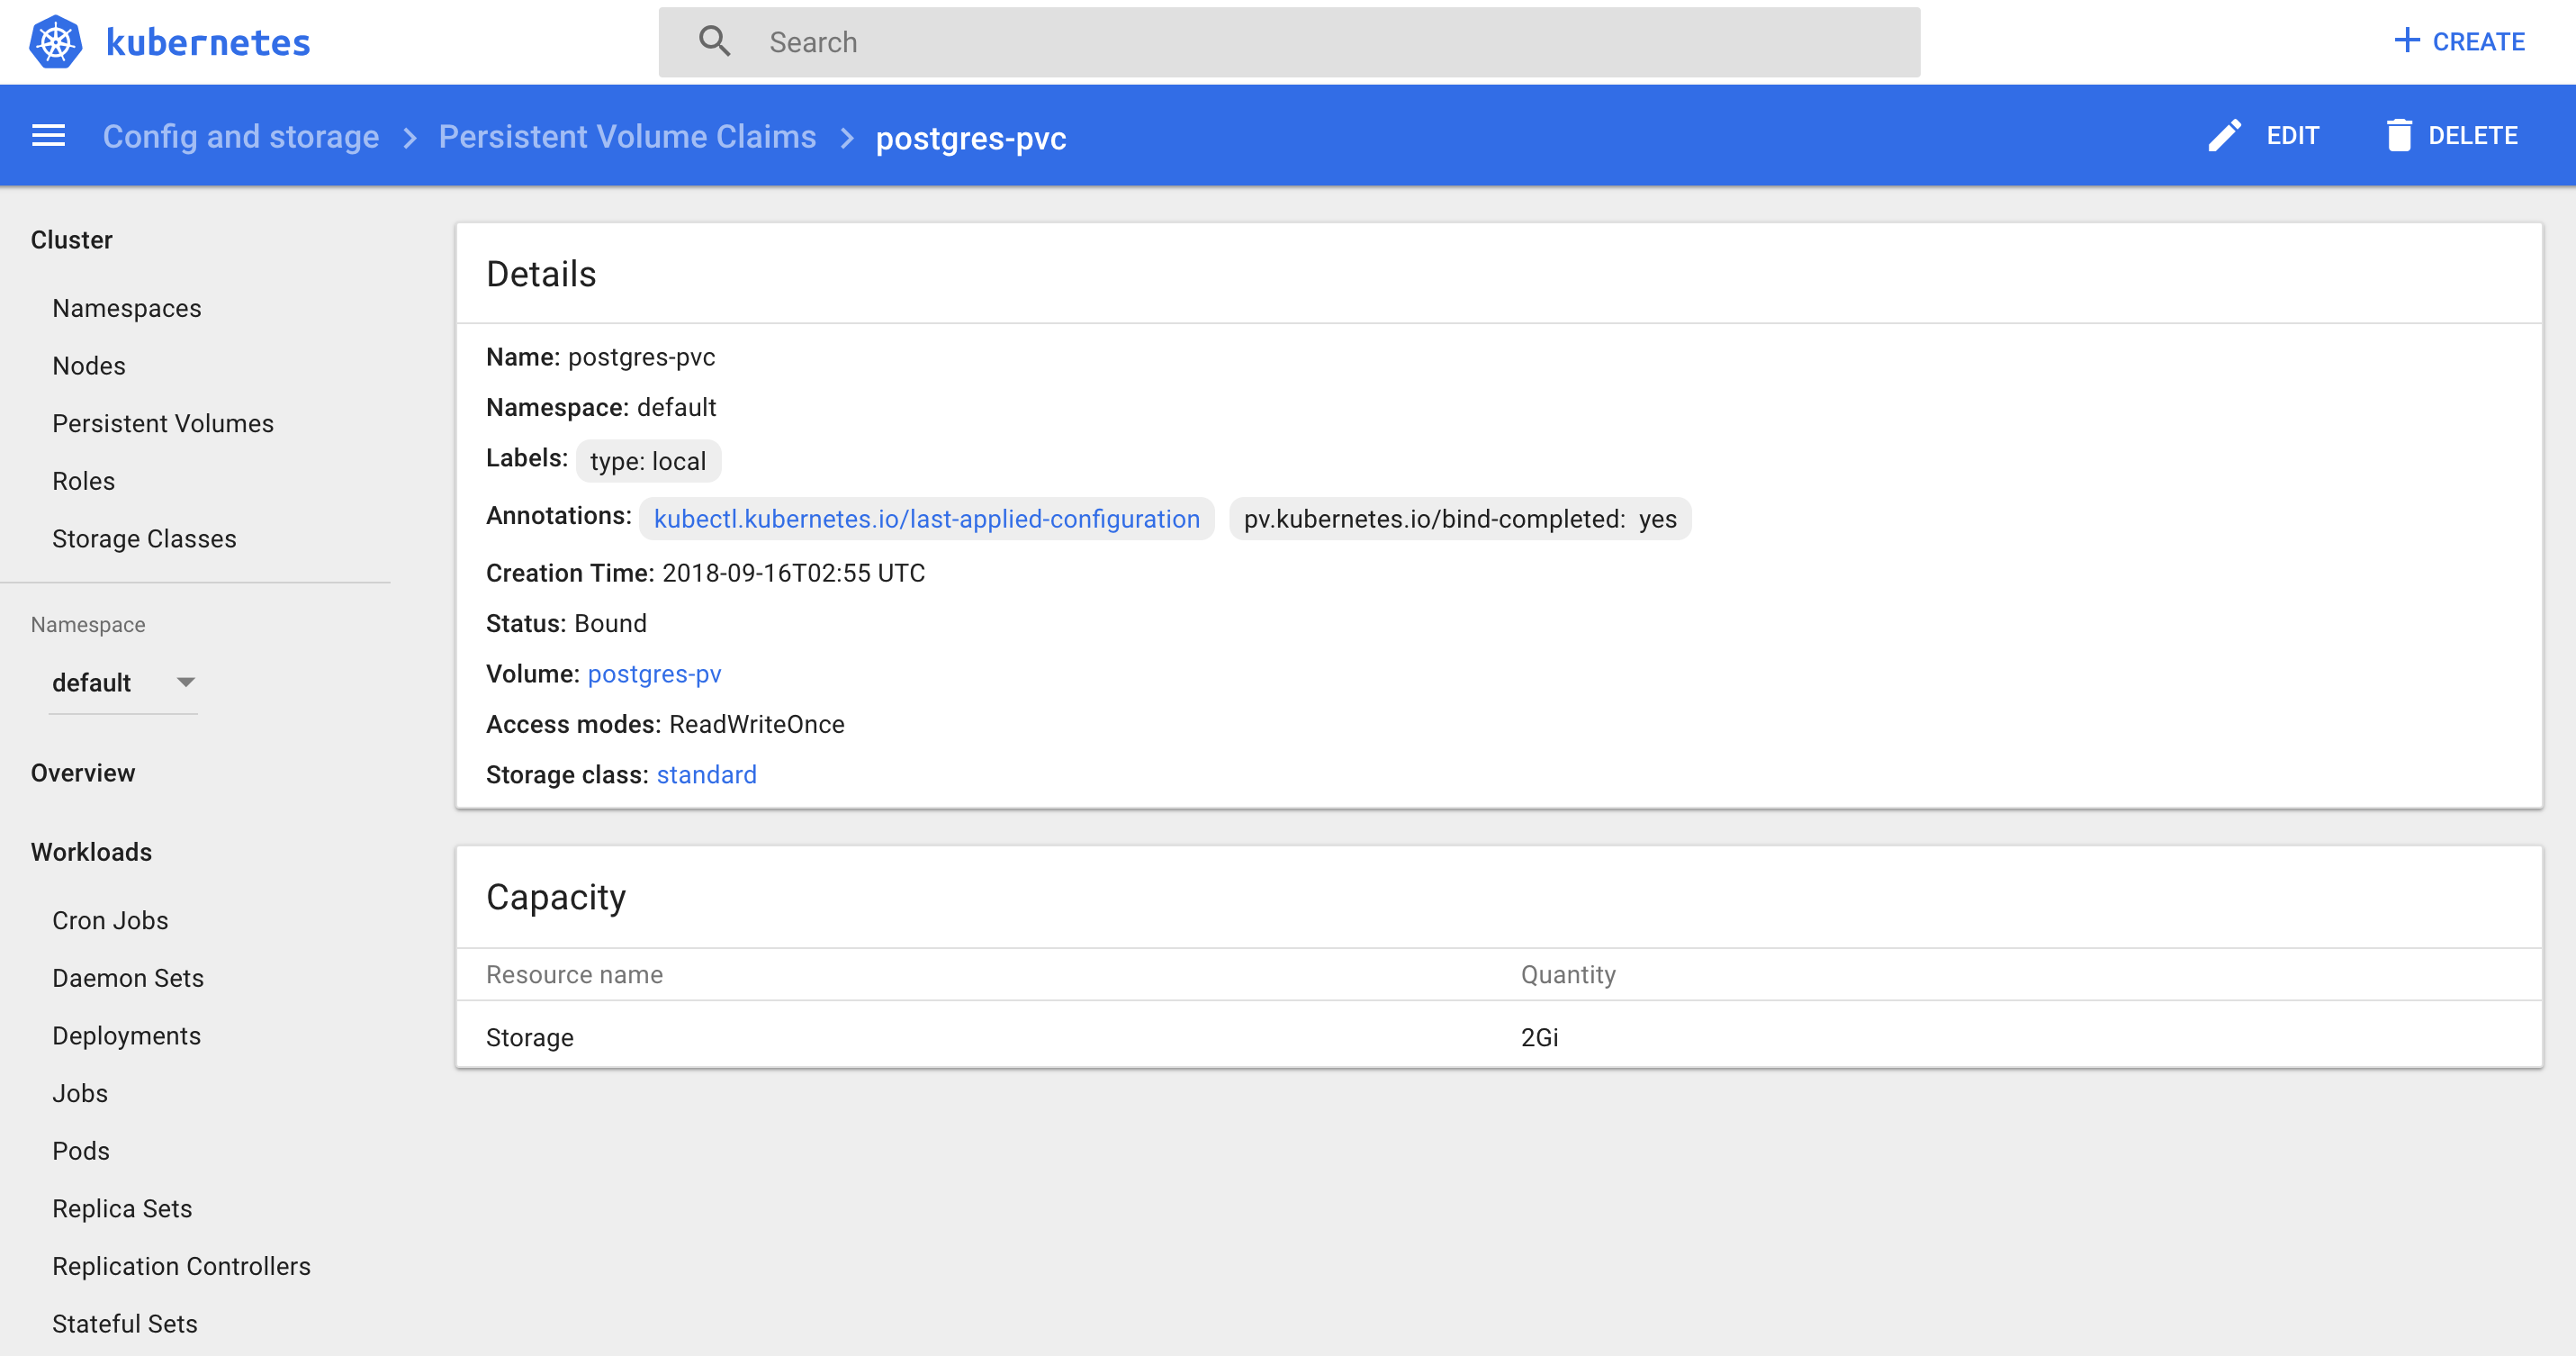 kubernetes
Search
CREATE
Config and storage > Persistent Volume Claims > postgres-pvc
EDIT
DELETE
Cluster
Namespaces
Nodes
Persistent Volumes
Roles
Storage Classes
Namespace
default
Overview
Workloads
Cron Jobs
Daemon Sets
Deployments
Jobs
Pods
Replica Sets
Replication Controllers
Stateful Sets
Details
Name: postgres-pvc
Namespace: default
Labels: type: local
Annotations: kubectl.kubernetes.io/last-applied-configuration pv.kubernetes.io/bind-completed: yes
Creation Time: 2018-09-16T02:55 UTC
Status: Bound
Volume: postgres-pv
Access modes: ReadWriteOnce
Storage class: standard
Capacity
Resource name Quantity
Storage 2Gi